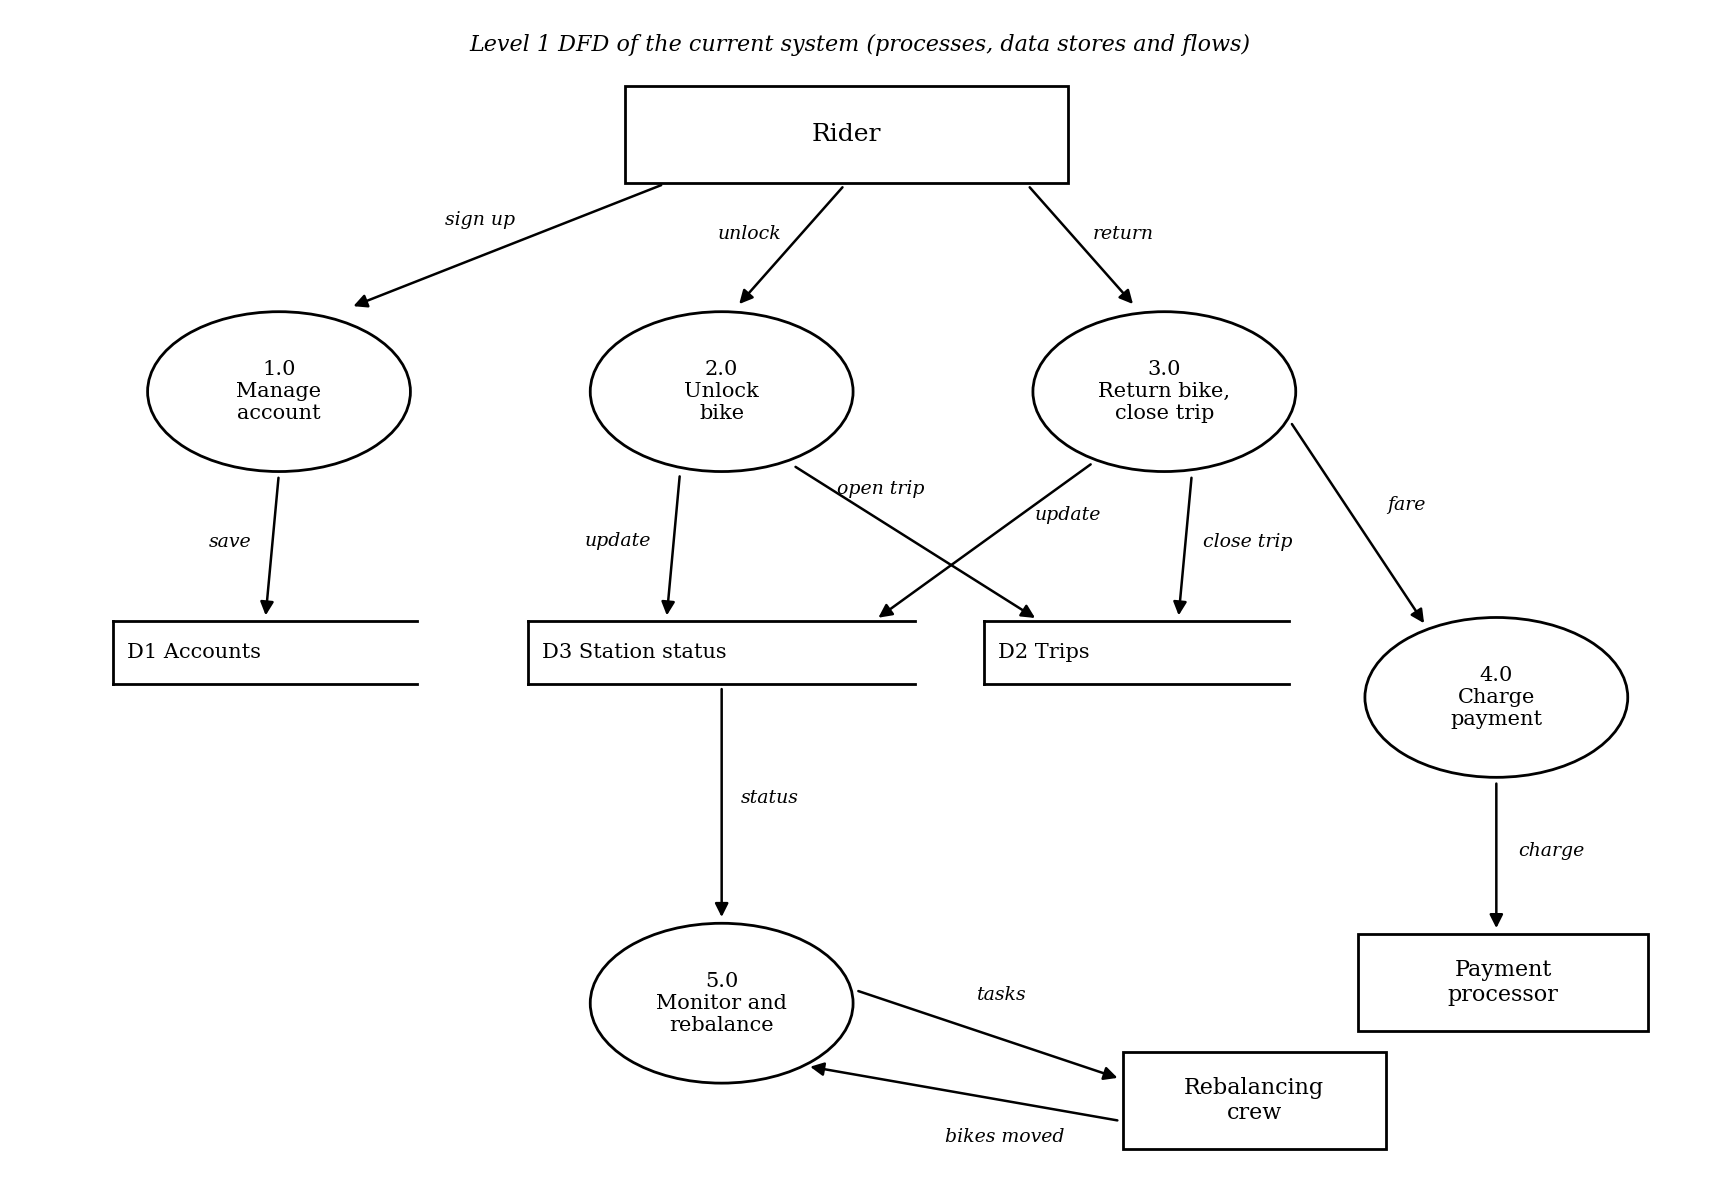 Level 1 DFD of the current system (processes, data stores and flows)
Rider
sign up
unlock
return
1.0
Manage
account
2.0
Unlock
bike
3.0
Return bike,
close trip
open trip
fare
update
save
update
close trip
D1 Accounts
D3 Station status
D2 Trips
4.0
Charge
payment
status
charge
5.0
Monitor and
rebalance
tasks
Payment
processor
Rebalancing
crew
bikes moved